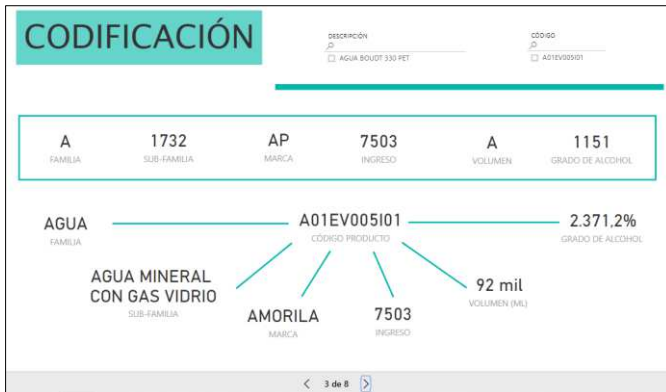 CODIFICACIÓN
DESCRIPCIÓN
AGUA BOUDT 330 PET
CÓDIGO
A01EV005I01
A 1732 AP 7503 A 1151
FAMILIA SUB-FAMILIA MARCA INGRESO VOLUMEN GRADO DE ALCOHOL
AGUA A01EV005I01 2.371,2%
FAMILIA CÓDIGO PRODUCTO GRADO DE ALCOHOL
AGUA MINERAL
CON GAS VIDRIO
SUB-FAMILIA
AMORILA
MARCA
7503
INGRESO
92 mil
VOLUMEN (ML)
3 de 8